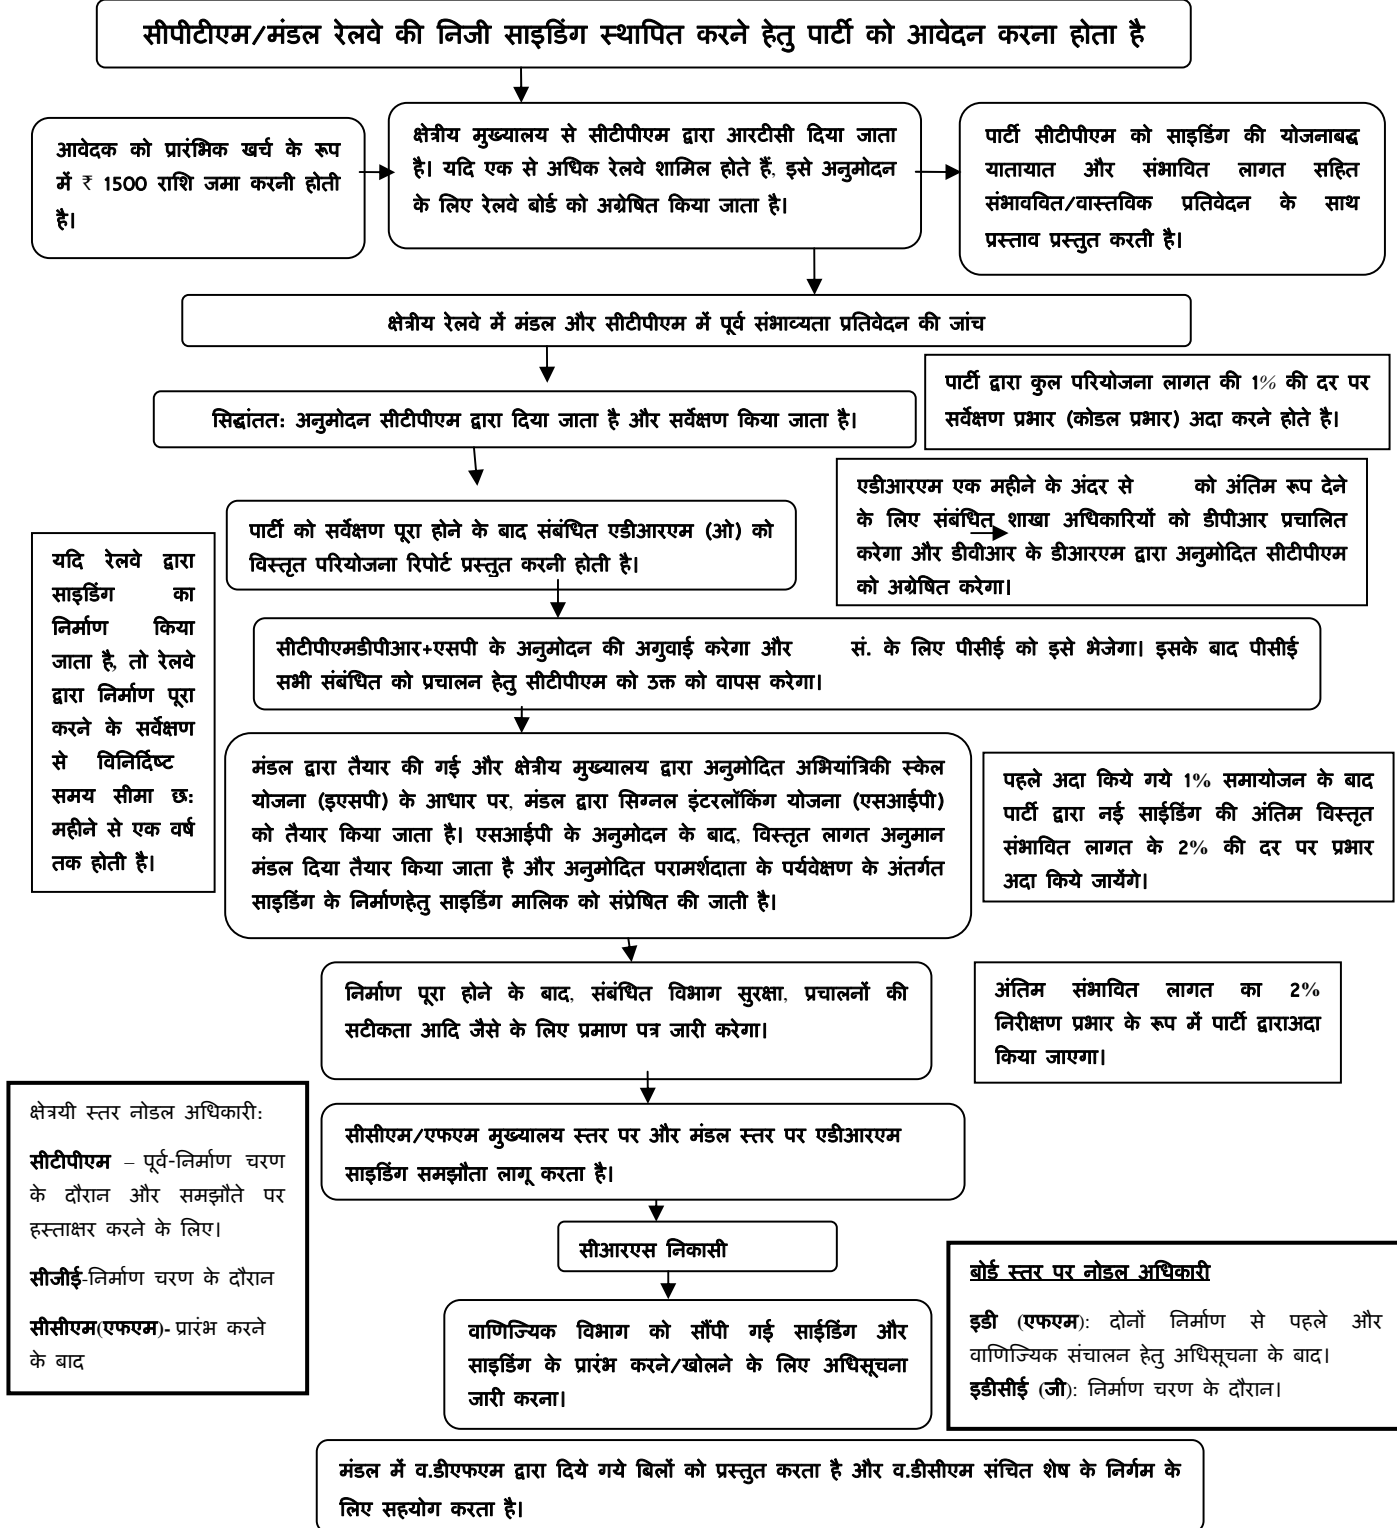 सीपीटीएम/मंडल रेलवे की निजी साइडिंग स्थापित करने हेतु पार्टी को आवेदन करना होता है
आवेदक को प्रारंभिक खर्च के रूप
में ₹ 1500 राशि जमा करनी होती
है।
क्षेत्रीय मुख्यालय से सीटीपीएम द्वारा आरटीसी दिया जाता
है। यदि एक से अधिक रेलवे शामिल होते हैं, इसे अनुमोदन
के लिए रेलवे बोर्ड को अग्रेषित किया जाता है।
पार्टी सीटीपीएम को साइडिंग की योजनाबद्ध
यातायात और संभावित लागत सहित
संभाववित/वास्तविक प्रतिवेदन के साथ
प्रस्ताव प्रस्तुत करती है।
क्षेत्रीय रेलवे में मंडल और सीटीपीएम में पूर्व संभाव्यता प्रतिवेदन की जांच
पार्टी द्वारा कुल परियोजना लागत की 1% की दर पर
सर्वेक्षण प्रभार (कोडल प्रभार) अदा करने होते है।
सिद्धांतत: अनुमोदन सीटीपीएम द्वारा दिया जाता है और सर्वेक्षण किया जाता है।
एडीआरएम एक महीने के अंदर से को अंतिम रूप देने
के लिए संबंधित शाखा अधिकारियों को डीपीआर प्रचालित
करेगा और डीवीआर के डीआरएम द्वारा अनुमोदित सीटीपीएम
को अग्रेषित करेगा।
पार्टी को सर्वेक्षण पूरा होने के बाद संबंधित एडीआरएम (ओ) को
विस्तृत परियोजना रिपोर्ट प्रस्तुत करनी होती है।
यदि रेलवे द्वारा
साइडिंग का
निर्माण किया
जाता है, तो रेलवे
द्वारा निर्माण पूरा
करने के सर्वेक्षण
से विनिर्दिष्ट
समय सीमा छ:
महीने से एक वर्ष
तक होती है।
सीटीपीएमडीपीआर+एसपी के अनुमोदन की अगुवाई करेगा और सं. के लिए पीसीई को इसे भेजेगा। इसके बाद पीसीई
सभी संबंधित को प्रचालन हेतु सीटीपीएम को उक्त को वापस करेगा।
मंडल द्वारा तैयार की गई और क्षेत्रीय मुख्यालय द्वारा अनुमोदित अभियांत्रिकी स्केल
योजना (इएसपी) के आधार पर, मंडल द्वारा सिग्नल इंटरलॉकिंग योजना (एसआईपी)
को तैयार किया जाता है। एसआईपी के अनुमोदन के बाद, विस्तृत लागत अनुमान
मंडल दिया तैयार किया जाता है और अनुमोदित परामर्शदाता के पर्यवेक्षण के अंतर्गत
साइडिंग के निर्माणहेतु साइडिंग मालिक को संप्रेषित की जाती है।
पहले अदा किये गये 1% समायोजन के बाद
पार्टी द्वारा नई साईडिंग की अंतिम विस्तृत
संभावित लागत के 2% की दर पर प्रभार
अदा किये जायेंगे।
निर्माण पूरा होने के बाद, संबंधित विभाग सुरक्षा, प्रचालनों की
सटीकता आदि जैसे के लिए प्रमाण पत्र जारी करेगा।
अंतिम संभावित लागत का 2%
निरीक्षण प्रभार के रूप में पार्टी द्वाराअदा
किया जाएगा।
क्षेत्रयी स्तर नोडल अधिकारी:
सीटीपीएम – पूर्व-निर्माण चरण
के दौरान और समझौते पर
हस्ताक्षर करने के लिए।
सीजीई-निर्माण चरण के दौरान
सीसीएम(एफएम)- प्रारंभ करने
के बाद
सीसीएम/एफएम मुख्यालय स्तर पर और मंडल स्तर पर एडीआरएम
साइडिंग समझौता लागू करता है।
सीआरएस निकासी
वाणिज्यिक विभाग को सौंपी गई साईडिंग और
साइडिंग के प्रारंभ करने/खोलने के लिए अधिसूचना
जारी करना।
बोर्ड स्तर पर नोडल अधिकारी
इडी (एफएम): दोनों निर्माण से पहले और
वाणिज्यिक संचालन हेतु अधिसूचना के बाद।
इडीसीई (जी): निर्माण चरण के दौरान।
मंडल में व.डीएफएम द्वारा दिये गये बिलों को प्रस्तुत करता है और व.डीसीएम संचित शेष के निर्गम के
लिए सहयोग करता है।